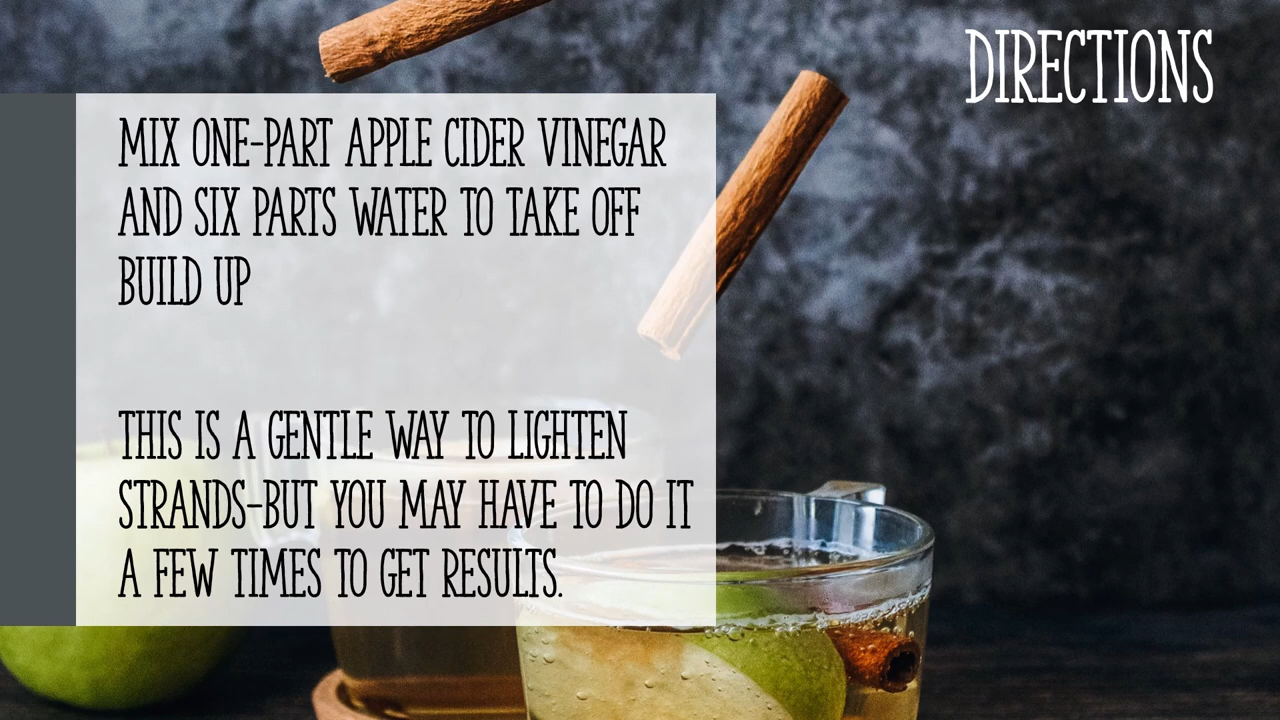 DIRECTIONS
MIX ONE-PART APPLE CIDER VINEGAR
AND SIX PARTS WATER TO TAKE OFF
BUILD UP
THIS IS A GENTLE WAY TO LIGHTEN
STRANDS-BUT YOU MAY HAVE TO DO IT
A FEW TIMES TO GET RESULTS.